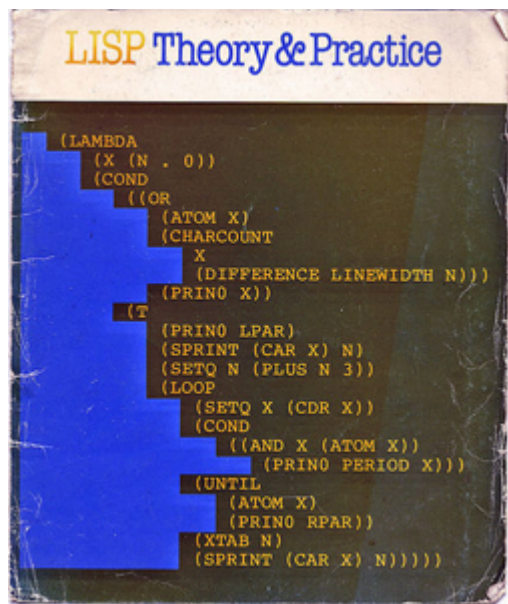 LISP Theory & Practice
(LAMBDA
(X (N . 0))
(COND
((OR
(ATOM X)
(CHARCOUNT
X
(DIFFERENCE LINEWIDTH N)))
(PRIN0 X))
(T
(PRIN0 LPAR)
(SPRINT (CAR X) N)
(SETQ N (PLUS N 3))
(LOOP
(SETQ X (CDR X))
(COND
((AND X (ATOM X))
(PRIN0 PERIOD X)))
(UNTIL
(ATOM X)
(PRIN0 RPAR))
(XTAB N)
(SPRINT (CAR X) N)))))